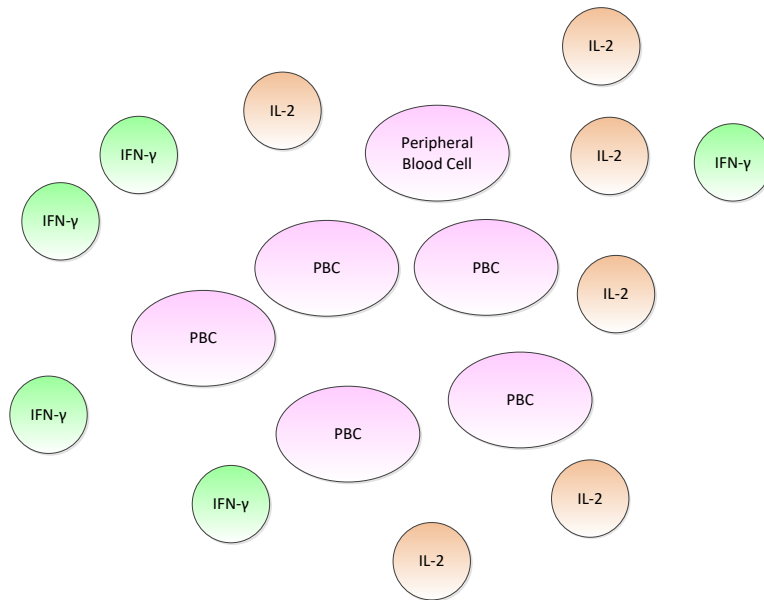 IL-2
IL-2
Peripheral
Blood Cell
IFN-γ
IL-2
IFN-γ
IFN-γ
PBC
PBC
IL-2
PBC
PBC
IFN-γ
PBC
IL-2
IFN-γ
IL-2